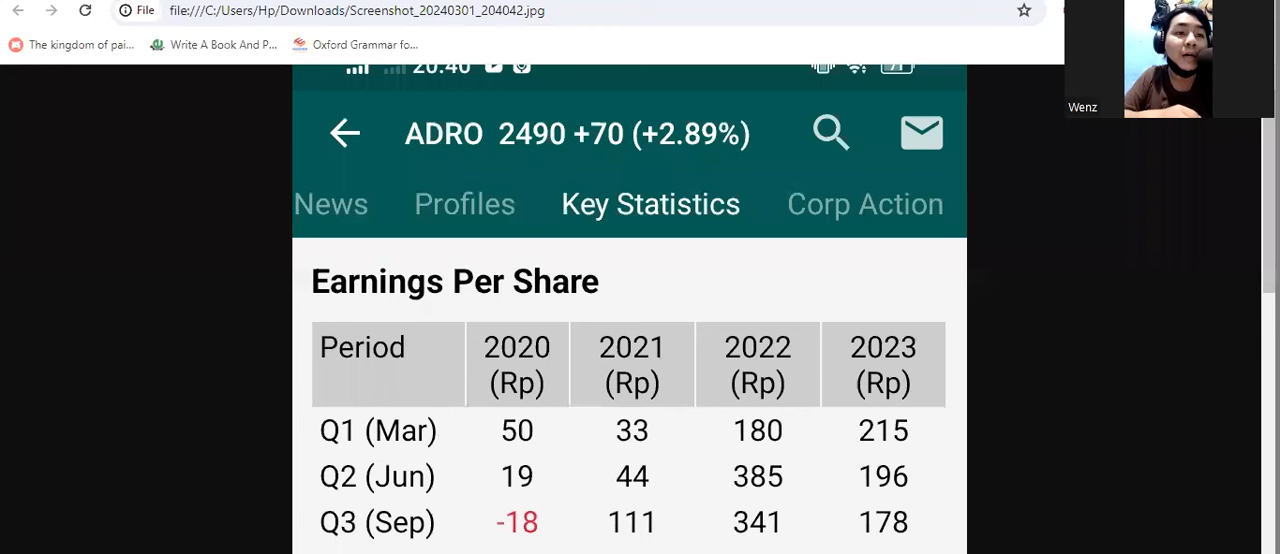 File file:///C:/Users/Hp/Downloads/Screenshot_20240301_204042.jpg
The kingdom of pai... Write A Book And P... Oxford Grammar fo...
Wenz
20.40 71
ADRO 2490 +70 (+2.89%)
News Profiles Key Statistics Corp Action
Earnings Per Share
Period 2020 (Rp) 2021 (Rp) 2022 (Rp) 2023 (Rp)
Q1 (Mar) 50 33 180 215
Q2 (Jun) 19 44 385 196
Q3 (Sep) -18 111 341 178